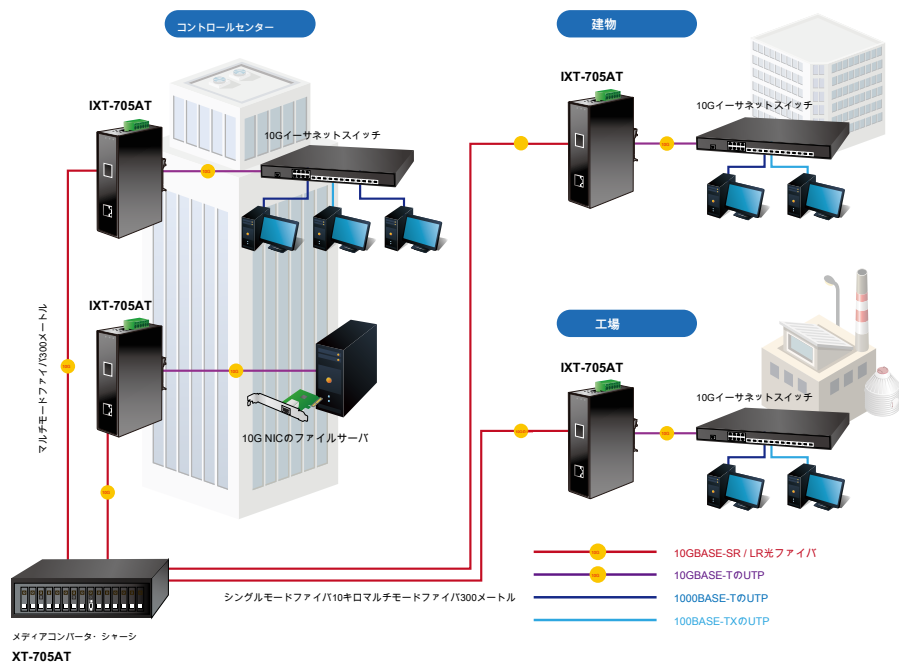 コントロールセンター
建物
IXT-705AT
IXT-705AT
10Gイーサネットスイッチ
10Gイーサネットスイッチ
マルチモードファイバ300メートル
IXT-705AT
工場
IXT-705AT
10Gイーサネットスイッチ
10G NICのファイルサーバ
10GBASE-SR / LR光ファイバ
10GBASE-TのUTP
シングルモードファイバ10キロマルチモードファイバ300メートル
1000BASE-TのUTP
100BASE-TXのUTP
メディアコンバータ・シャーシ
XT-705AT